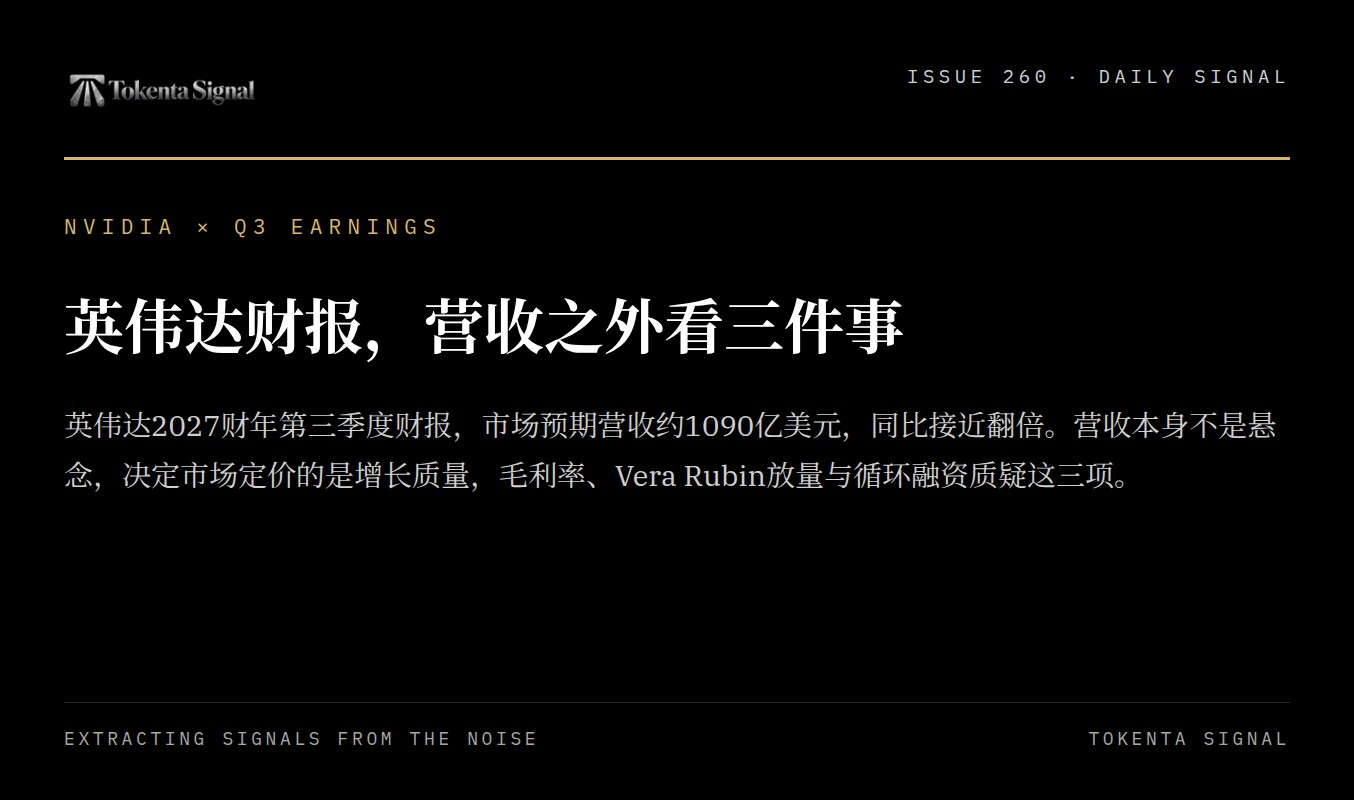 Tokenta Signal
ISSUE 260 · DAILY SIGNAL
NVIDIA × Q3 EARNINGS
英伟达财报，营收之外看三件事
英伟达2027财年第三季度财报，市场预期营收约1090亿美元，同比接近翻倍。营收本身不是悬
念，决定市场定价的是增长质量，毛利率、Vera Rubin放量与循环融资质疑这三项。
EXTRACTING SIGNALS FROM THE NOISE
TOKENTA SIGNAL